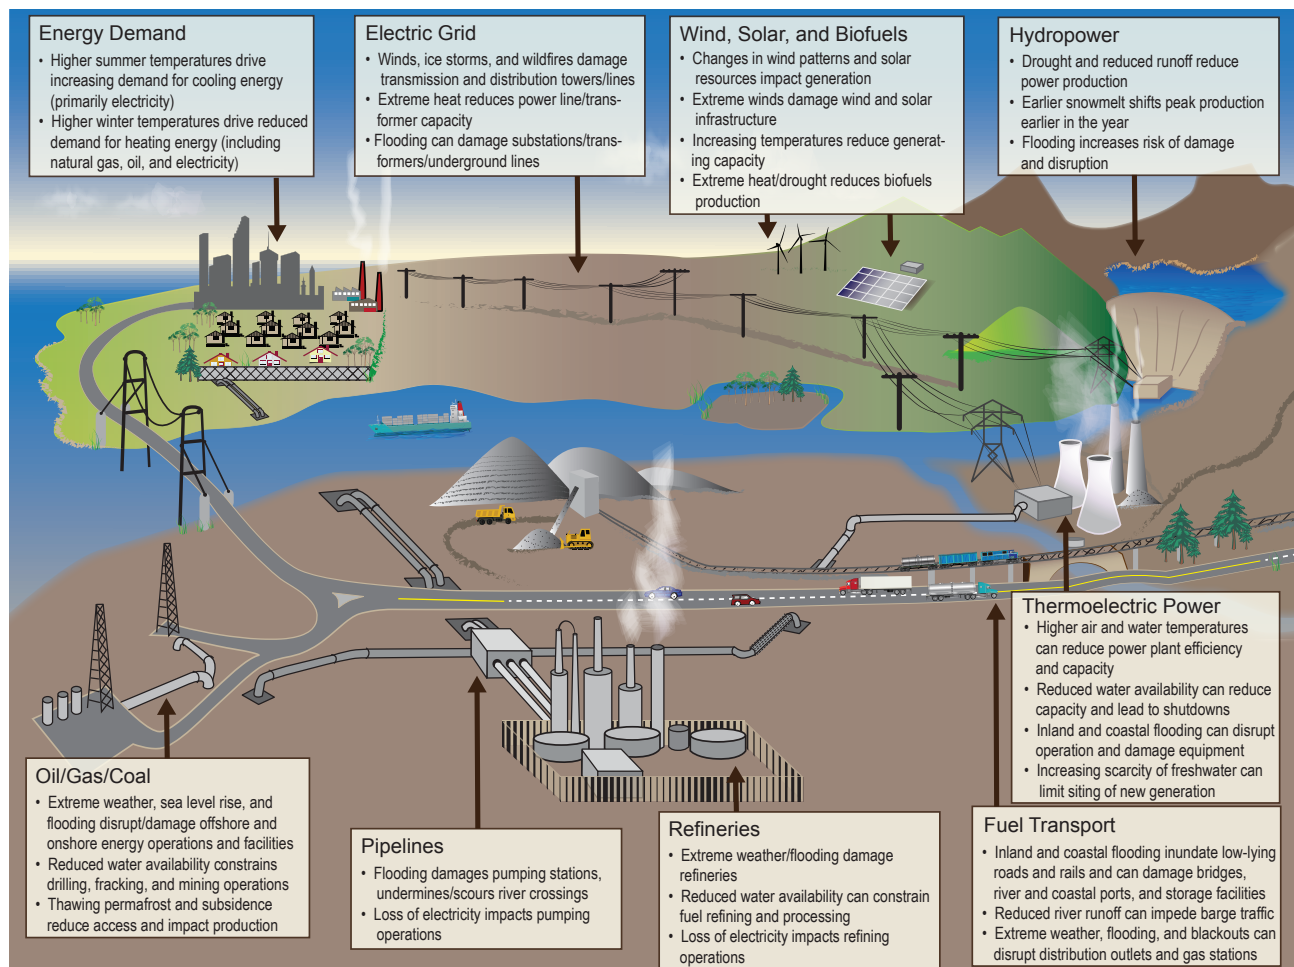 Energy Demand
• Higher summer temperatures drive
increasing demand for cooling energy
(primarily electricity)
• Higher winter temperatures drive reduced
demand for heating energy (including
natural gas, oil, and electricity)
Electric Grid
• Winds, ice storms, and wildfires damage
transmission and distribution towers/lines
• Extreme heat reduces power line/trans-
former capacity
• Flooding can damage substations/trans-
formers/underground lines
Wind, Solar, and Biofuels
• Changes in wind patterns and solar
resources impact generation
• Extreme winds damage wind and solar
infrastructure
• Increasing temperatures reduce generat-
ing capacity
• Extreme heat/drought reduces biofuels
production
Hydropower
• Drought and reduced runoff reduce
power production
• Earlier snowmelt shifts peak production
earlier in the year
• Flooding increases risk of damage
and disruption
Thermoelectric Power
• Higher air and water temperatures
can reduce power plant efficiency
and capacity
• Reduced water availability can reduce
capacity and lead to shutdowns
• Inland and coastal flooding can disrupt
operation and damage equipment
• Increasing scarcity of freshwater can
limit siting of new generation
Oil/Gas/Coal
• Extreme weather, sea level rise, and
flooding disrupt/damage offshore and
onshore energy operations and facilities
• Reduced water availability constrains
drilling, fracking, and mining operations
• Thawing permafrost and subsidence
reduce access and impact production
Pipelines
• Flooding damages pumping stations,
undermines/scours river crossings
• Loss of electricity impacts pumping
operations
Refineries
• Extreme weather/flooding damage
refineries
• Reduced water availability can constrain
fuel refining and processing
• Loss of electricity impacts refining
operations
Fuel Transport
• Inland and coastal flooding inundate low-lying
roads and rails and can damage bridges,
river and coastal ports, and storage facilities
• Reduced river runoff can impede barge traffic
• Extreme weather, flooding, and blackouts can
disrupt distribution outlets and gas stations